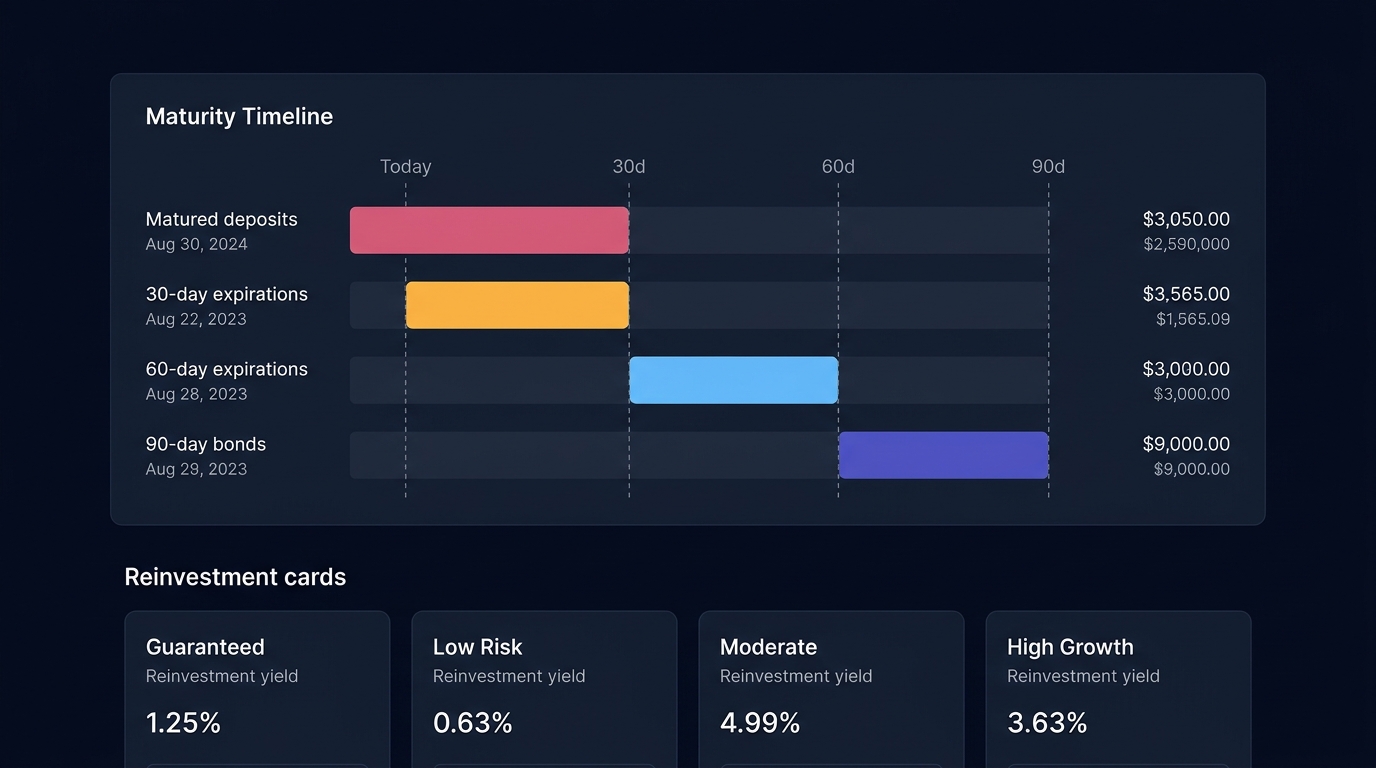 Maturity Timeline
Today 30d 60d 90d
Matured deposits $3,050.00
Aug 30, 2024 $2,590,000
30-day expirations $3,565.00
Aug 22, 2023 $1,565.09
60-day expirations $3,000.00
Aug 28, 2023 $3,000.00
90-day bonds $9,000.00
Aug 29, 2023 $9,000.00
Reinvestment cards
Guaranteed Low Risk Moderate High Growth
Reinvestment yield Reinvestment yield Reinvestment yield Reinvestment yield
1.25% 0.63% 4.99% 3.63%